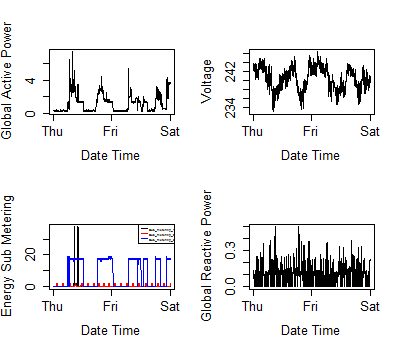 Global Active Power
0
4
Thu
Fri
Sat
Date Time
Voltage
234
242
Thu
Fri
Sat
Date Time
Energy Sub Metering
0
20
Thu
Fri
Sat
Date Time
Global Reactive Power
0.0
0.3
Thu
Fri
Sat
Date Time